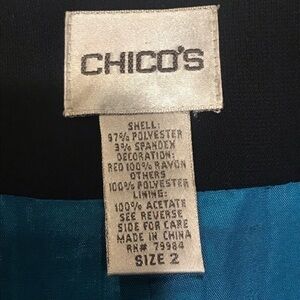 CHICO'S
SHELL:
97% POLYESTER
3% SPANDEX
DECORATION:
RED 100% RAYON
OTHERS
100% POLYESTER
LINING:
100% ACETATE
SEE REVERSE
SIDE FOR CARE
MADE IN CHINA
RN# 79984
SIZE 2